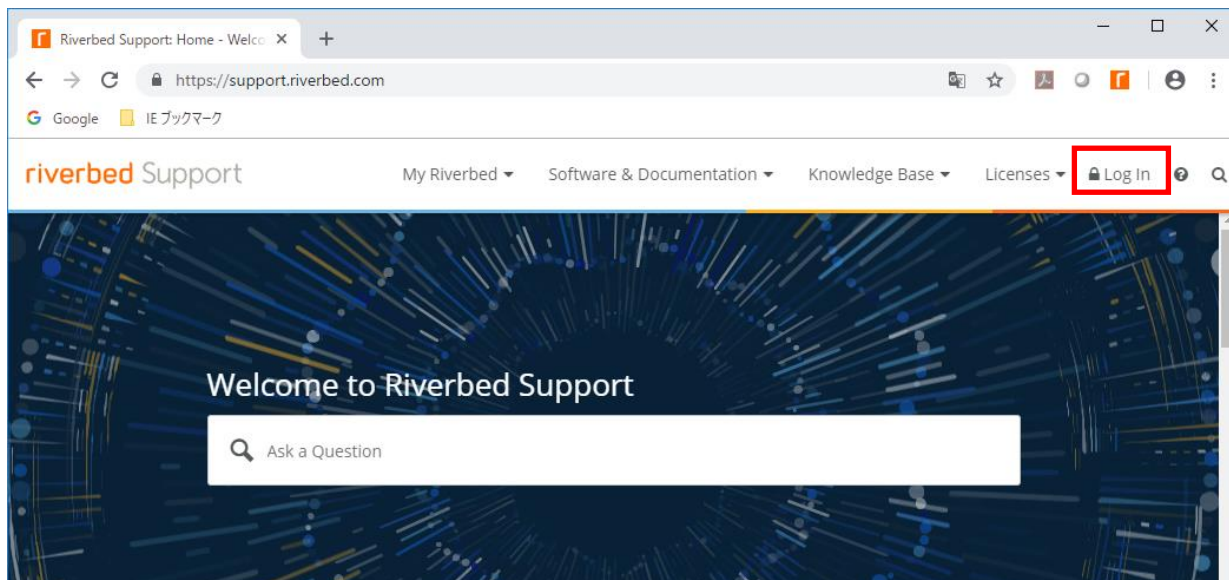 Riverbed Support: Home - Welco
https://support.riverbed.com
Google IE ブックマーク
riverbed Support My Riverbed Software & Documentation Knowledge Base Licenses Log In
Welcome to Riverbed Support
Ask a Question